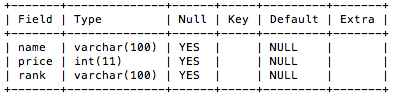 +-------+--------------+------+-----+---------+-------+
| Field | Type         | Null | Key | Default | Extra |
+-------+--------------+------+-----+---------+-------+
| name  | varchar(100) | YES  |     | NULL    |       |
| price | int(11)      | YES  |     | NULL    |       |
| rank  | varchar(100) | YES  |     | NULL    |       |
+-------+--------------+------+-----+---------+-------+